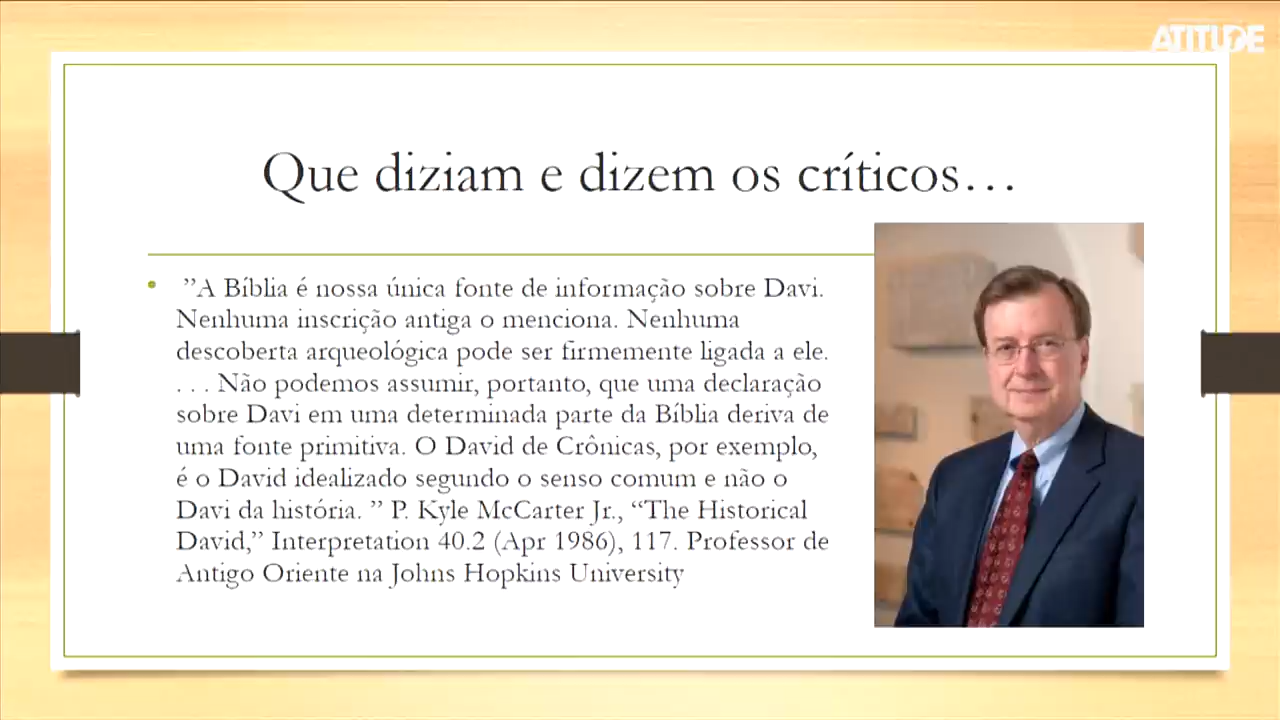 ATITUDE
Que diziam e dizem os críticos…
” A Bíblia é nossa única fonte de informação sobre Davi.
Nenhuma inscrição antiga o menciona. Nenhuma
descoberta arqueológica pode ser firmemente ligada a ele.
. . . Não podemos assumir, portanto, que uma declaração
sobre Davi em uma determinada parte da Bíblia deriva de
uma fonte primitiva. O David de Crônicas, por exemplo,
é o David idealizado segundo o senso comum e não o
Davi da história. ” P. Kyle McCarter Jr., “The Historical
David,” Interpretation 40.2 (Apr 1986), 117. Professor de
Antigo Oriente na Johns Hopkins University